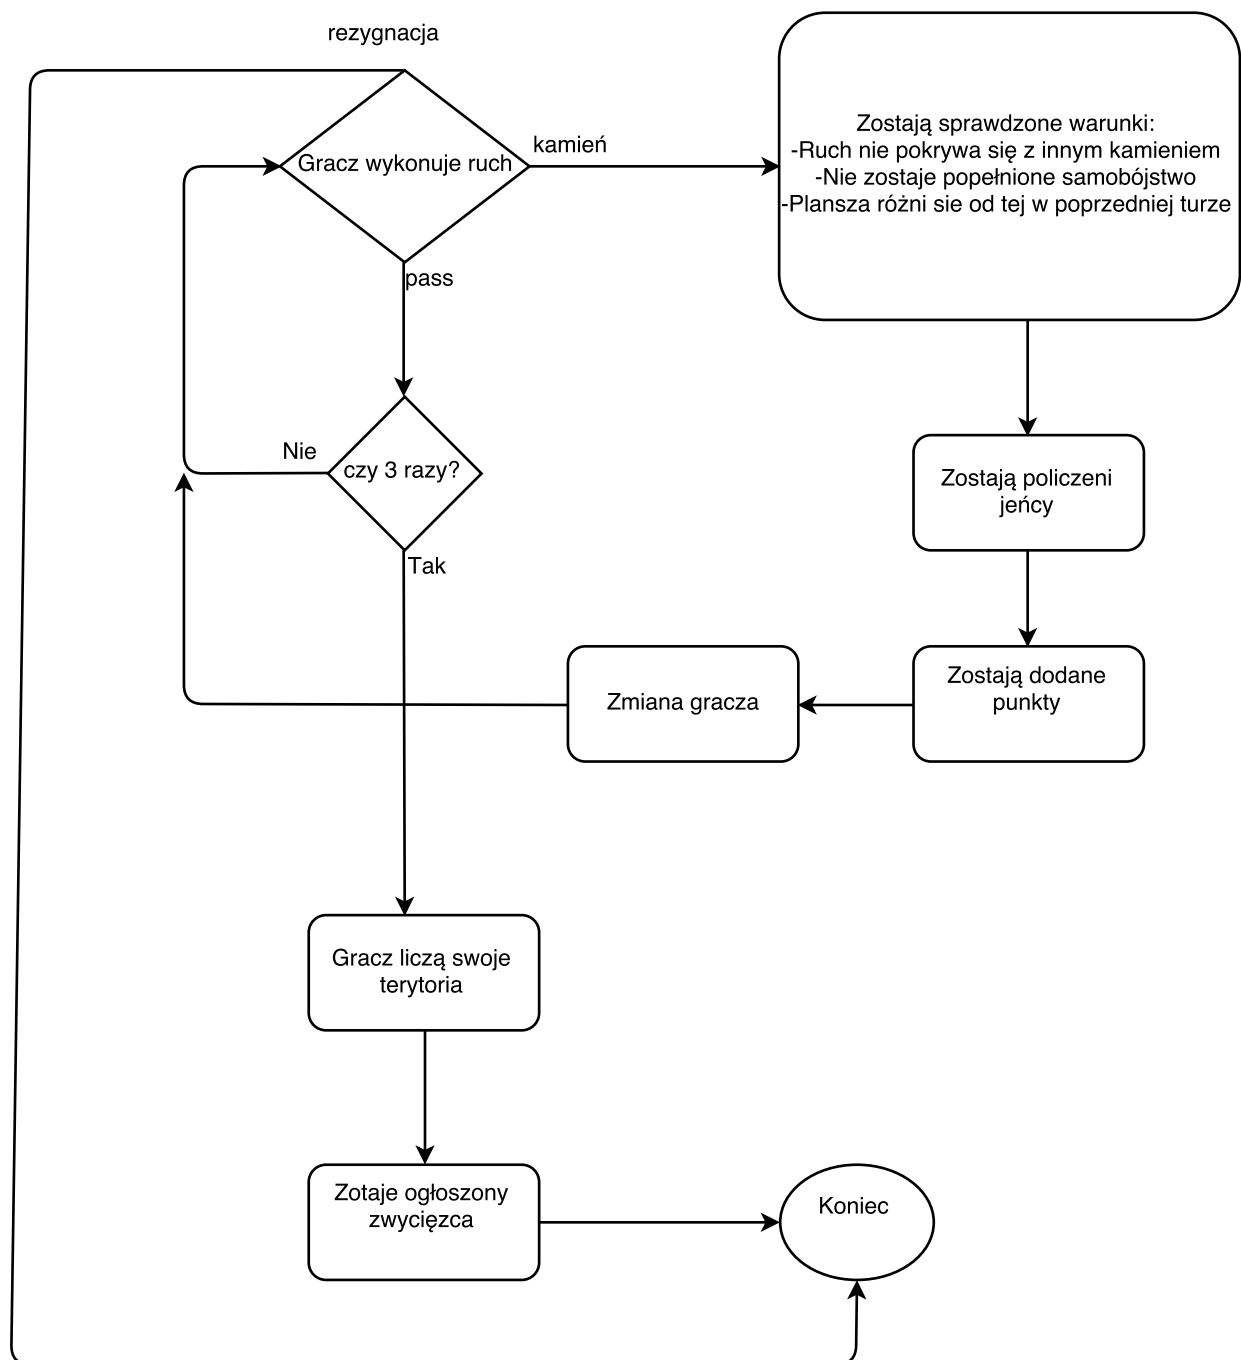 rezygnacja
Gracz wykonuje ruch
kamień
Zostają sprawdzone warunki:
-Ruch nie pokrywa się z innym kamieniem
-Nie zostaje popełnione samobójstwo
-Plansza różni sie od tej w poprzedniej turze
pass
Nie
czy 3 razy?
Tak
Zostają policzeni
jeńcy
Zostają dodane
punkty
Zmiana gracza
Gracz liczą swoje
terytoria
Zotaje ogłoszony
zwycięzca
Koniec